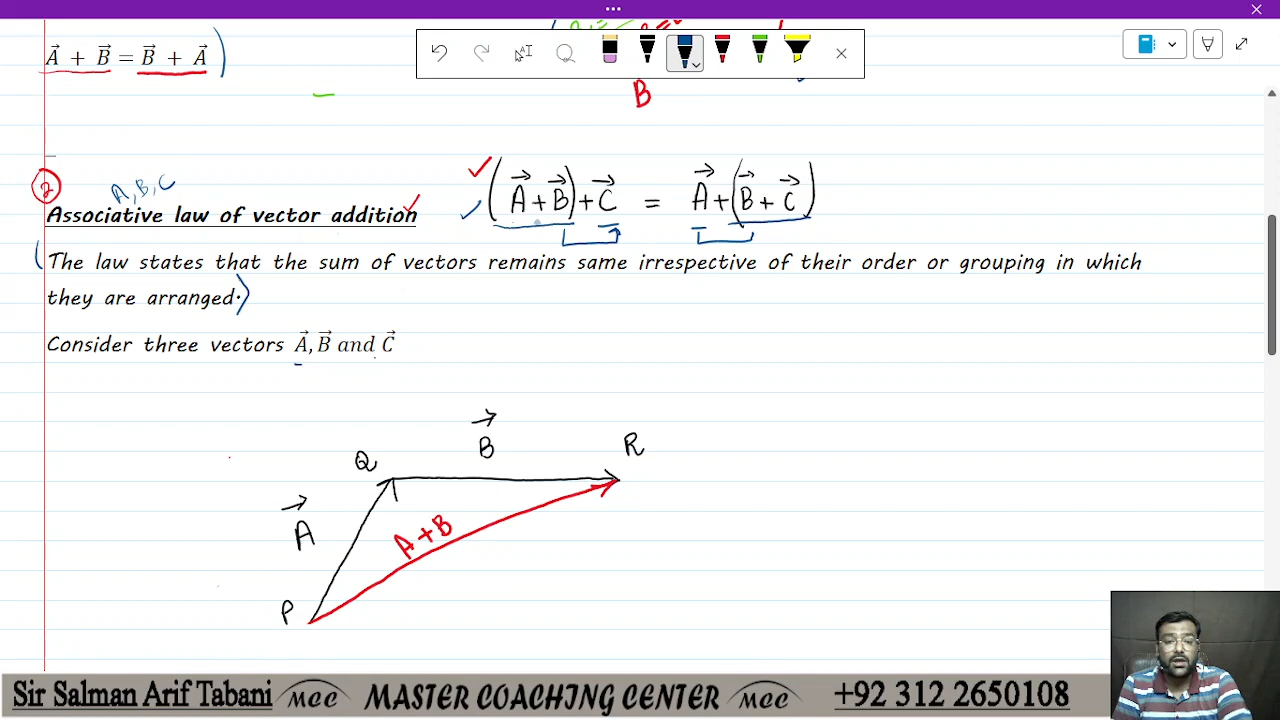 A⃗ + B⃗ = B⃗ + A⃗ )
B
2
A, B, C
Associative law of vector addition
(A⃗ + B⃗) + C⃗ = A⃗ + (B⃗ + C⃗)
(The law states that the sum of vectors remains same irrespective of their order or grouping in which
they are arranged.)
Consider three vectors A⃗, B⃗ and C⃗
B⃗
Q
R
A⃗
A+B
P
Sir Salman Arif Tabani MCC MASTER COACHING CENTER MCC +92 312 2650108